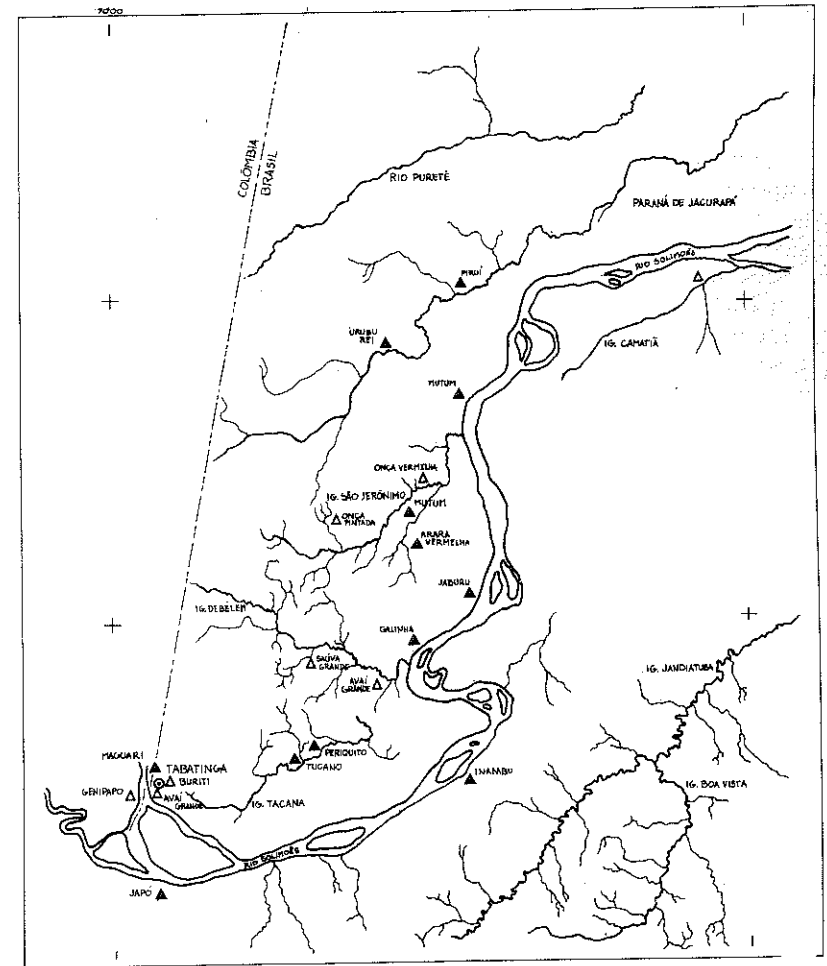 7000
COLÔMBIA
BRASIL
RIO PURETÊ
PARANÁ DE JACURAPÁ
RIO SOLIMÕES
PIRUÍ
URUBU
REI
IG. CAMATIÃ
MUTUM
ONÇA VERMELHA
IG. SÃO JERÔNIMO
MUTUM
ONÇA
PINTADA
ARARA
VERMELHA
JABURU
IG. DE BELÉM
GALINHA
SAÚVA
GRANDE
AVAÍ
GRANDE
IG. JANDIATUBA
PERIQUITO
TUCANO
MAGUARI
TABATINGA
BURITI
GENIPAPO
AVAÍ
GRANDE
IG. TACANA
INAMBU
IG. BOA VISTA
RIO SOLIMÕES
JAPÓ